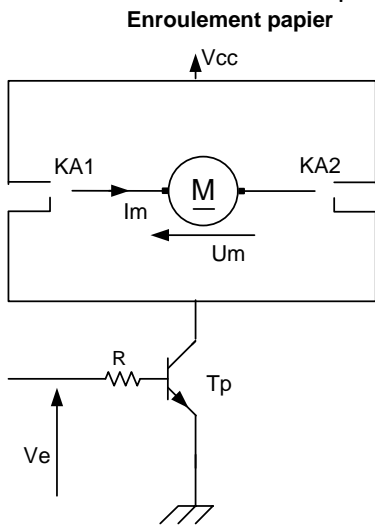 Enroulement papier
Vcc
KA1
M
KA2
Im
Um
R
Tp
Ve